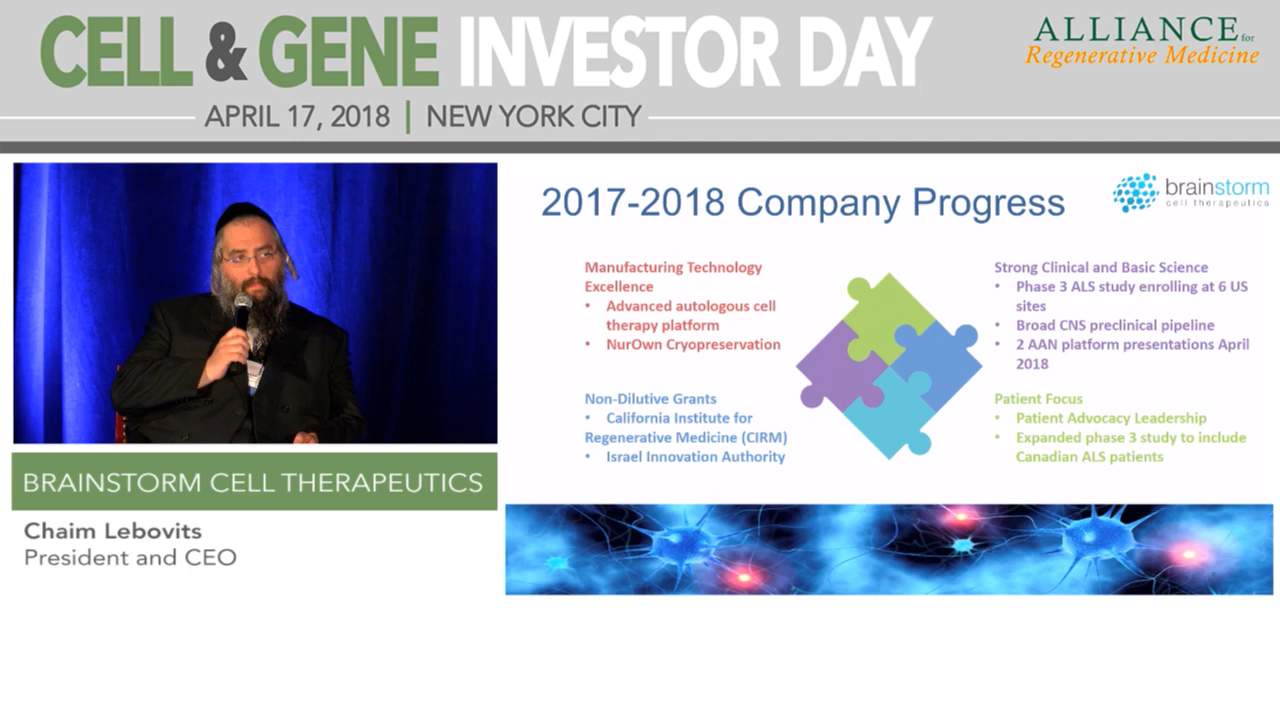 CELL & GENE INVESTOR DAY
APRIL 17, 2018 | NEW YORK CITY
ALLIANCE for
Regenerative Medicine
2017-2018 Company Progress
brainstorm
cell therapeutics
Manufacturing Technology
Excellence
• Advanced autologous cell
therapy platform
• NurOwn Cryopreservation
Non-Dilutive Grants
• California Institute for
Regenerative Medicine (CIRM)
• Israel Innovation Authority
Strong Clinical and Basic Science
• Phase 3 ALS study enrolling at 6 US
sites
• Broad CNS preclinical pipeline
• 2 AAN platform presentations April
2018
Patient Focus
• Patient Advocacy Leadership
• Expanded phase 3 study to include
Canadian ALS patients
BRAINSTORM CELL THERAPEUTICS
Chaim Lebovits
President and CEO